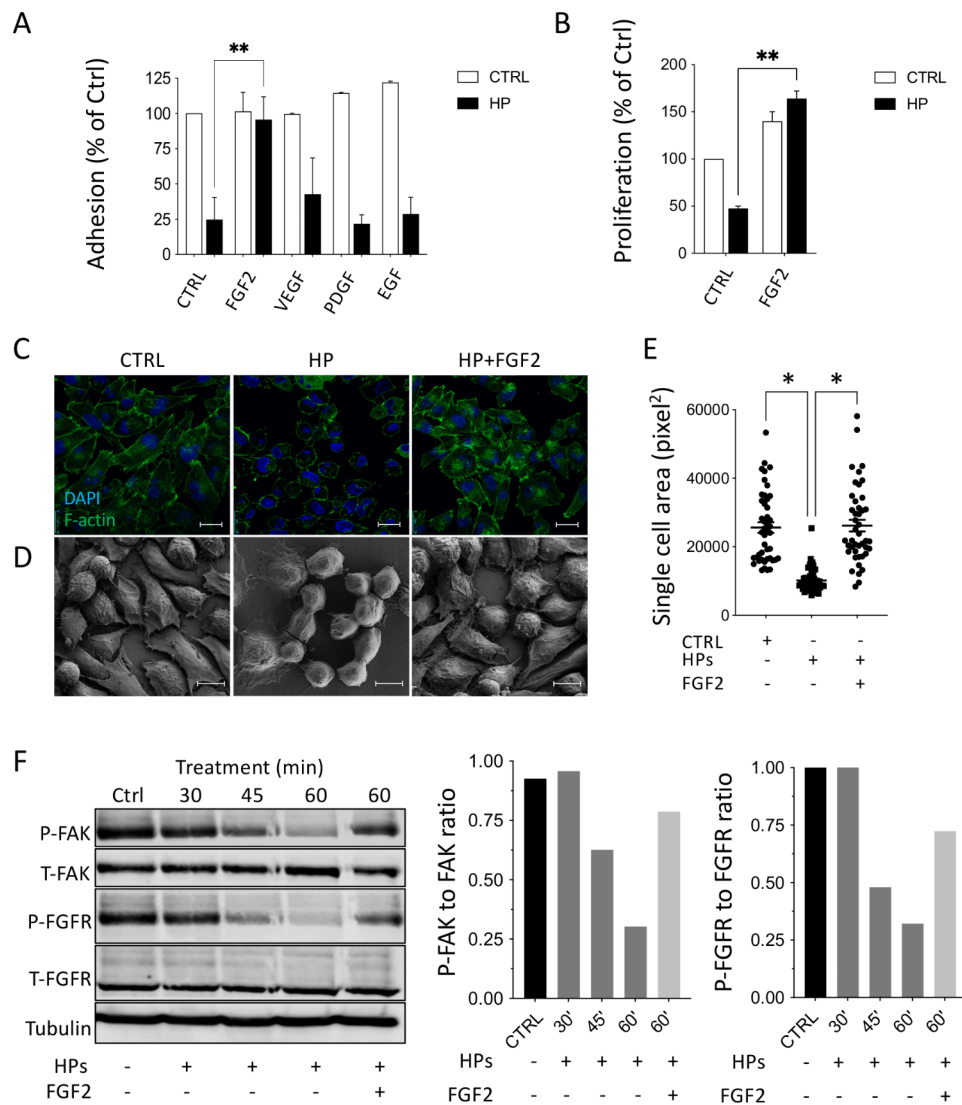 A
**
Adhesion (% of Ctrl)
125
100
75
50
25
0
CTRL
FGF2
VEGF
PDGF
EGF
CTRL
HP
B
**
Proliferation (% of Ctrl)
200
150
100
50
0
CTRL
FGF2
CTRL
HP
C
CTRL
HP
HP+FGF2
DAPI
F-actin
D
E
* *
Single cell area (pixel²)
60000
40000
20000
0
CTRL + - -
HPs - + +
FGF2 - - +
F
Treatment (min)
Ctrl 30 45 60 60
P-FAK
T-FAK
P-FGFR
T-FGFR
Tubulin
HPs - + + + +
FGF2 - - - - +
P-FAK to FAK ratio
1.00
0.75
0.50
0.25
0.00
CTRL 30' 45' 60' 60'
HPs - + + + +
FGF2 - - - - +
P-FGFR to FGFR ratio
1.00
0.75
0.50
0.25
0.00
CTRL 30' 45' 60' 60'
HPs - + + + +
FGF2 - - - - +